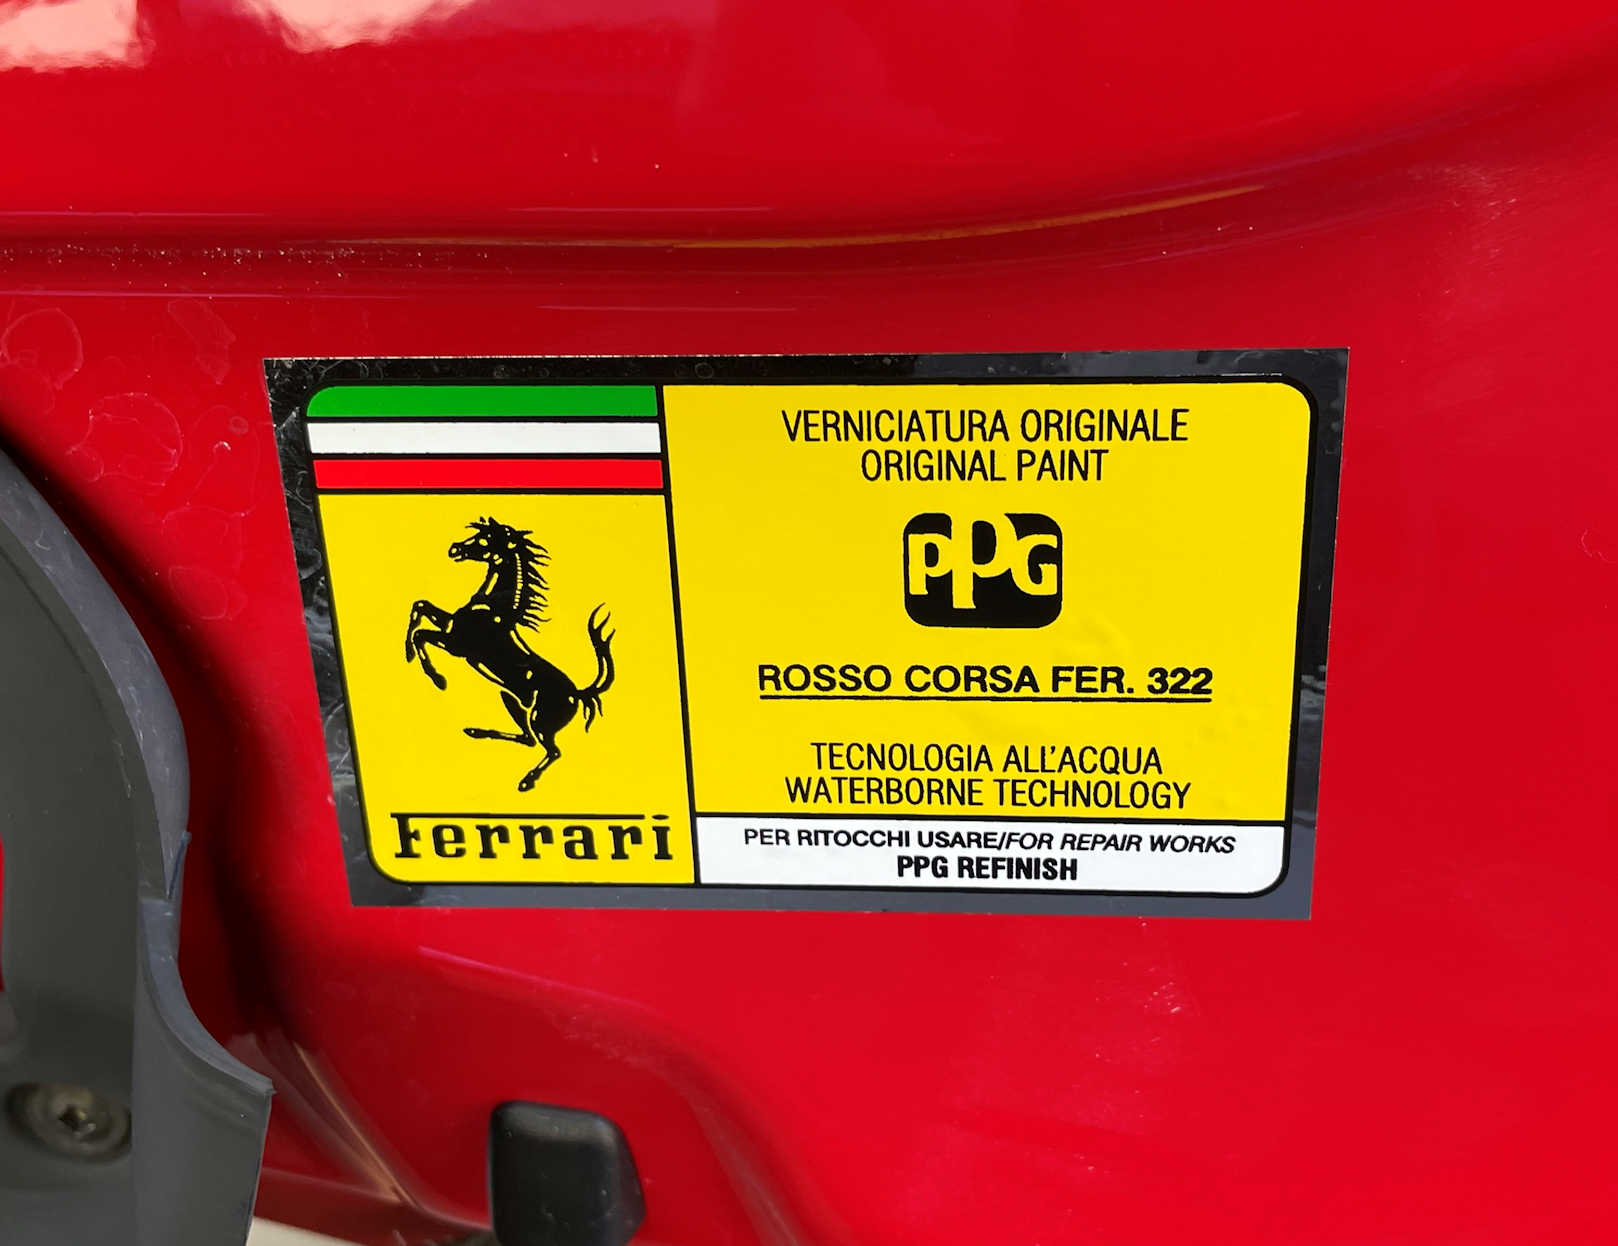 VERNICIATURA ORIGINALE
ORIGINAL PAINT
PPG
ROSSO CORSA FER. 322
TECNOLOGIA ALL'ACQUA
WATERBORNE TECHNOLOGY
Ferrari
PER RITOCCHI USARE/FOR REPAIR WORKS
PPG REFINISH